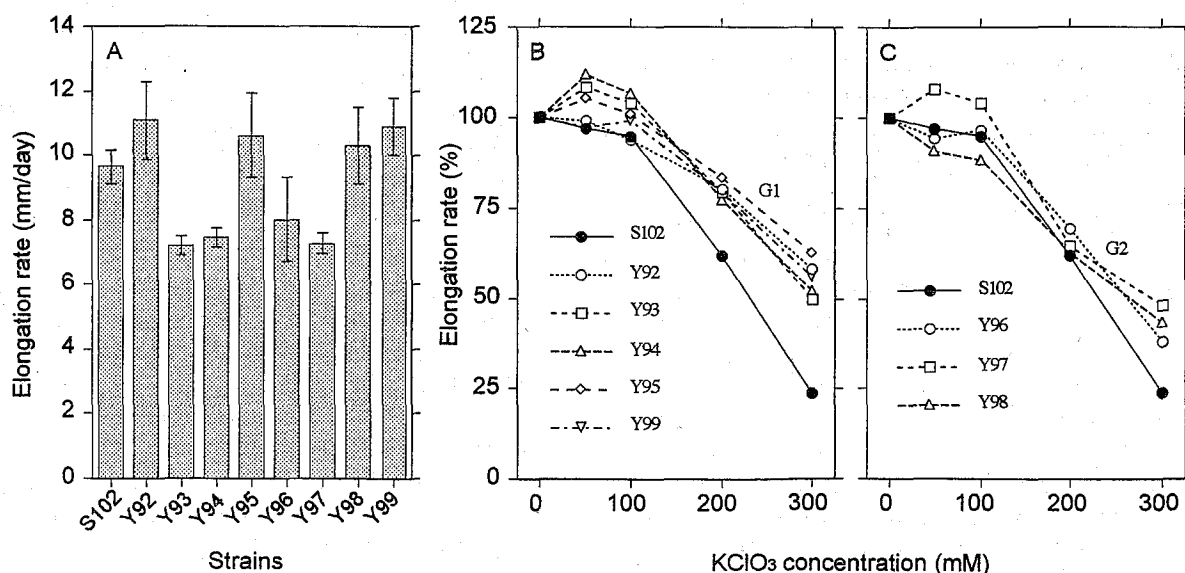 A
Elongation rate (mm/day)
14
12
10
8
6
4
2
0
S102
Y92
Y93
Y94
Y95
Y96
Y97
Y98
Y99
Strains
B
Elongation rate (%)
125
100
75
50
25
0
G1
S102
Y92
Y93
Y94
Y95
Y99
0 100 200 300
C
G2
S102
Y96
Y97
Y98
0 100 200 300
KClO₃ concentration (mM)